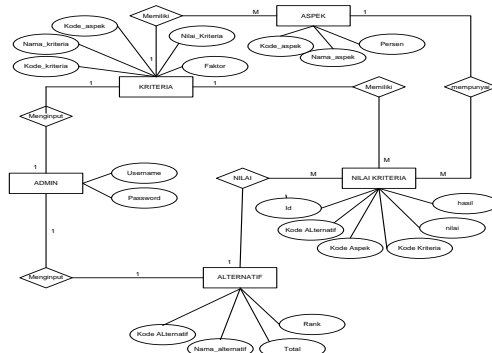 Memiliki
M
ASPEK
1
Kode_aspek
Nilai_Kriteria
Kode_aspek
Persen
Nama_kriteria
Nama_aspek
Kode_kriteria
1
Faktor
1
KRITERIA
1
Memiliki
mempunyai
Menginput
Username
M
1
NILAI
M
NILAI KRITERIA
M
ADMIN
Password
Id
hasil
Kode ALternatif
nilai
1
Kode Aspek
Kode Kriteria
1
Menginput
1
ALTERNATIF
Rank
Kode ALternatif
Nama_alternatif
Total